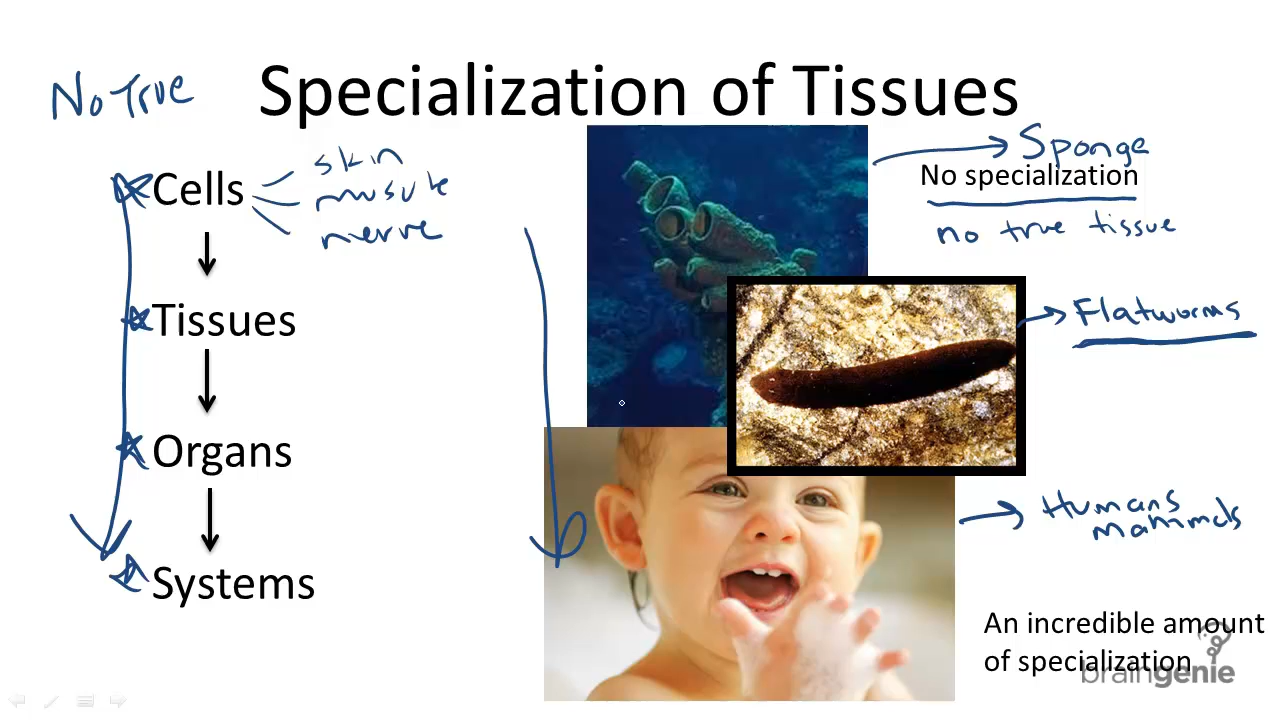 No True
Specialization of Tissues
Cells
skin
muscule
nerve
Tissues
Organs
Systems
Sponge
No specialization
no true tissue
Flatworms
Humans
mammals
An incredible amount
of specialization
braingenie